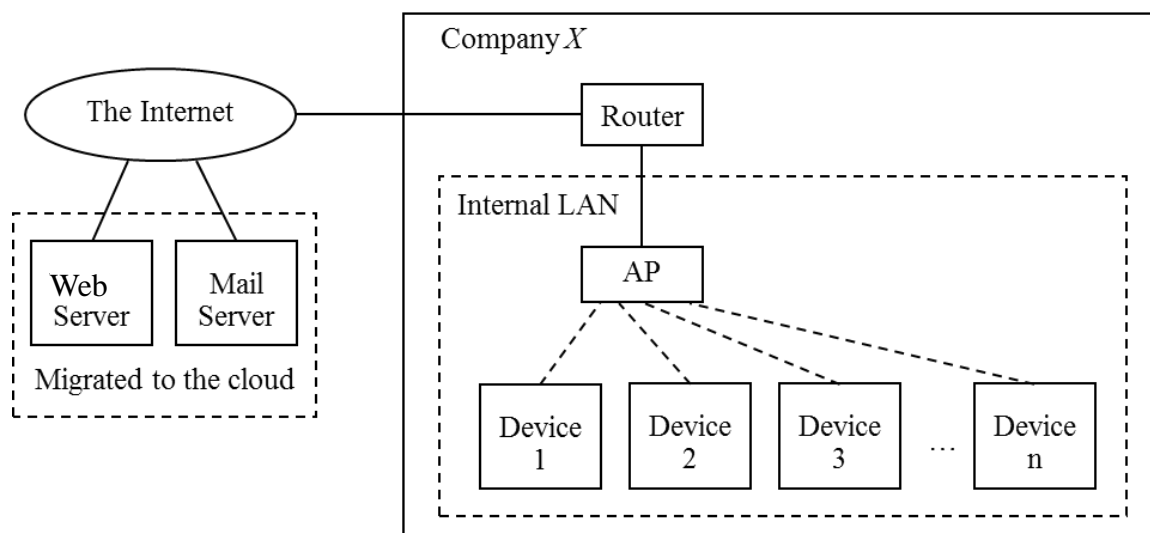 Company X
The Internet
Router
Internal LAN
AP
Web
Server
Mail
Server
Migrated to the cloud
Device
1
Device
2
Device
3
...
Device
n